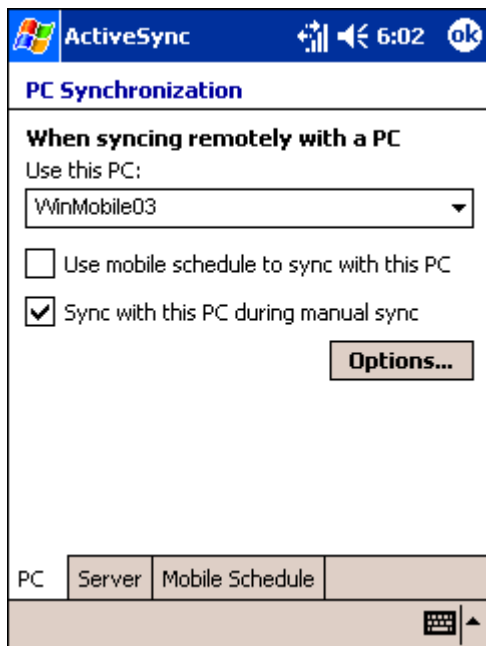 ActiveSync 6:02 ok
PC Synchronization
When syncing remotely with a PC
Use this PC:
WinMobile03
Use mobile schedule to sync with this PC
Sync with this PC during manual sync
Options...
PC Server Mobile Schedule